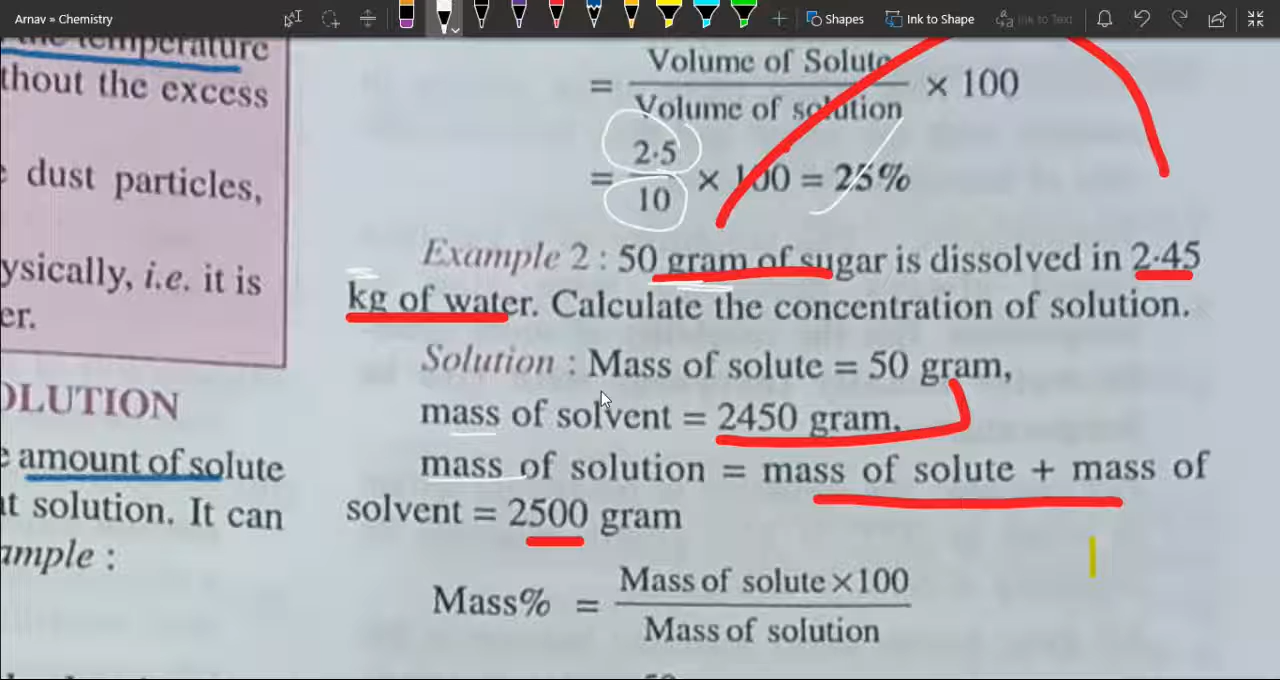 Arnav » Chemistry
Shapes
Ink to Shape
Ink to Text
the temperature
thout the excess
dust particles,
ysically, i.e. it is
er.
OLUTION
amount of solute
t solution. It can
ample :
= Volume of Solute / Volume of solution × 100
= 2·5 / 10 × 100 = 25%
Example 2 : 50 gram of sugar is dissolved in 2·45
kg of water. Calculate the concentration of solution.
Solution : Mass of solute = 50 gram,
mass of solvent = 2450 gram,
mass of solution = mass of solute + mass of
solvent = 2500 gram
Mass% = Mass of solute ×100 / Mass of solution